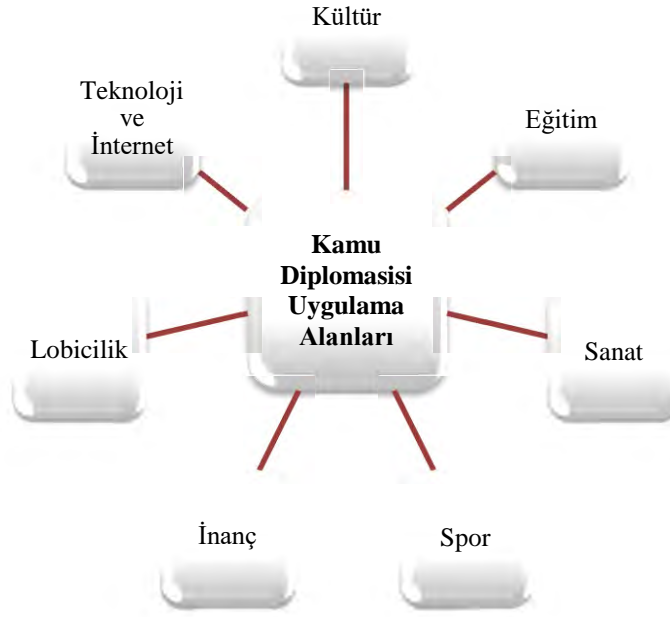 Kültür
Teknoloji
ve
İnternet
Eğitim
Kamu
Diplomasisi
Uygulama
Alanları
Lobicilik
Sanat
İnanç
Spor